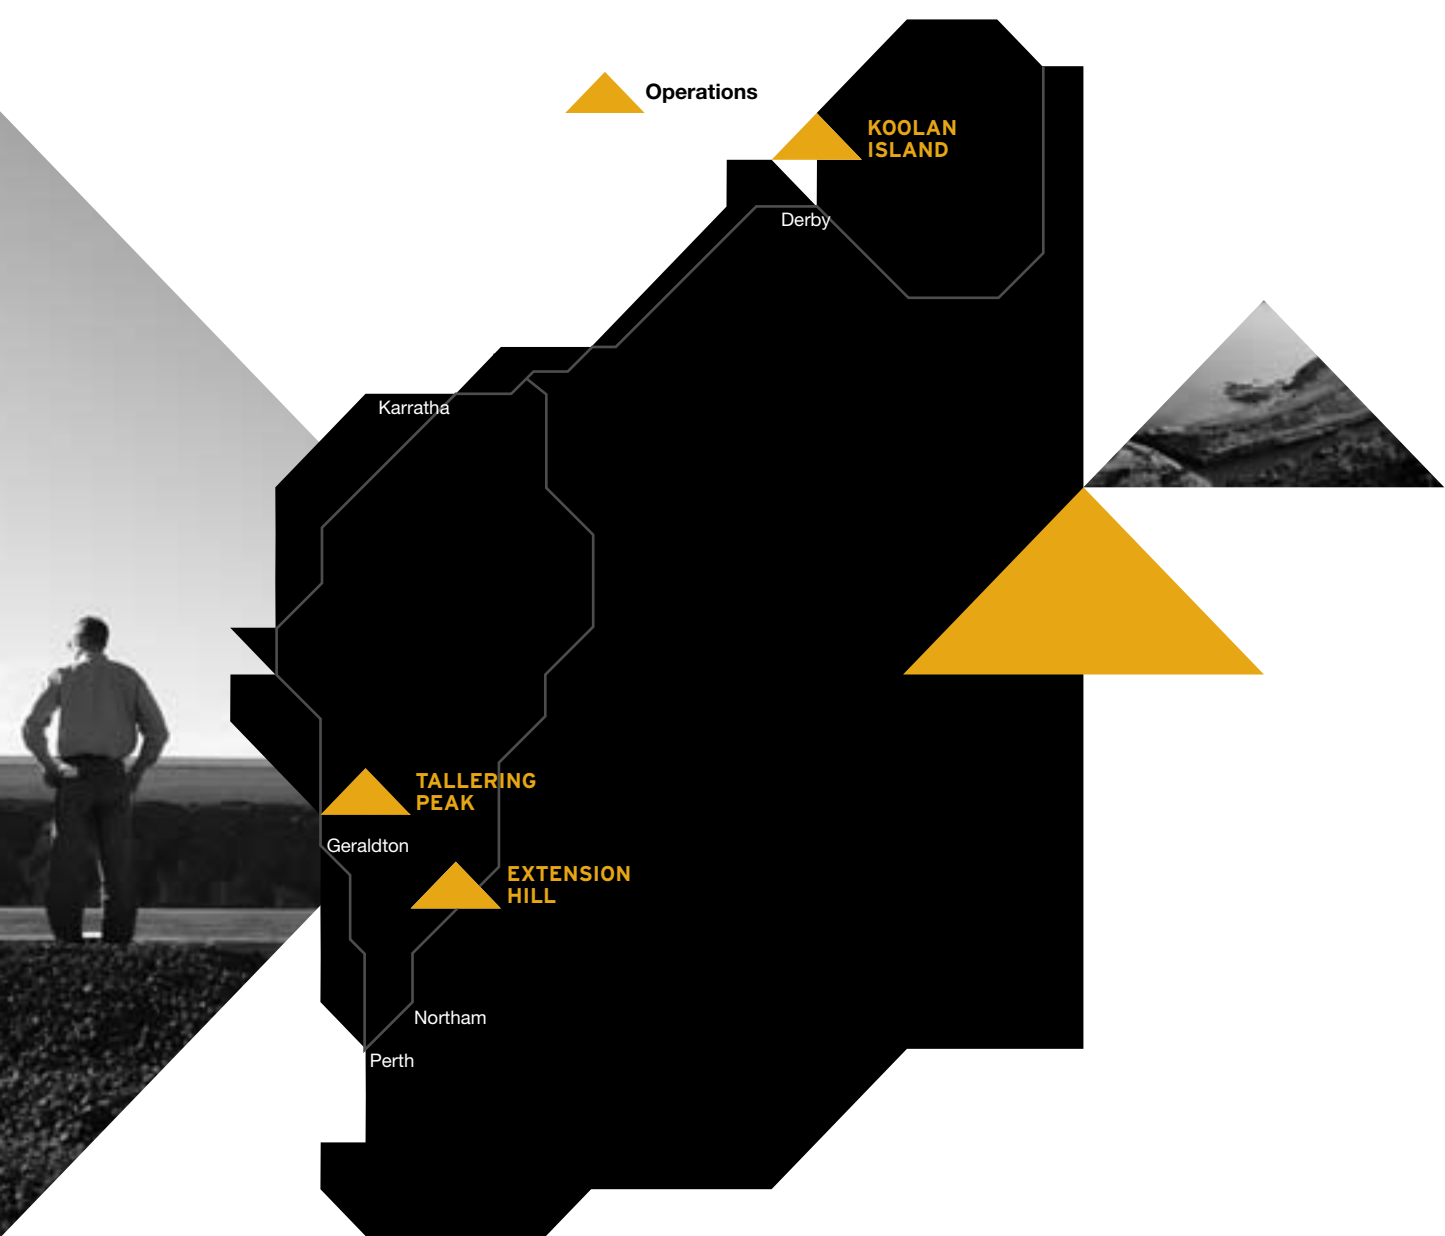 Operations
KOOLAN
ISLAND
Derby
Karratha
TALLERING
PEAK
Geraldton
EXTENSION
HILL
Northam
Perth